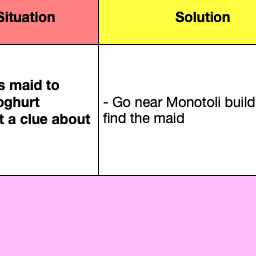 Situation
Solution
s maid to
oghurt
t a clue about
- Go near Monotoli build
find the maid